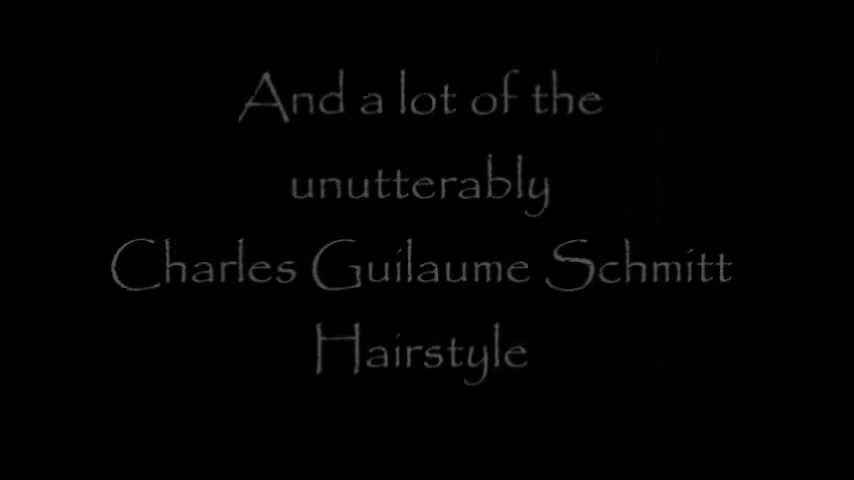 And a lot of the
unutterably
Charles Guilaume Schmitt
Hairstyle